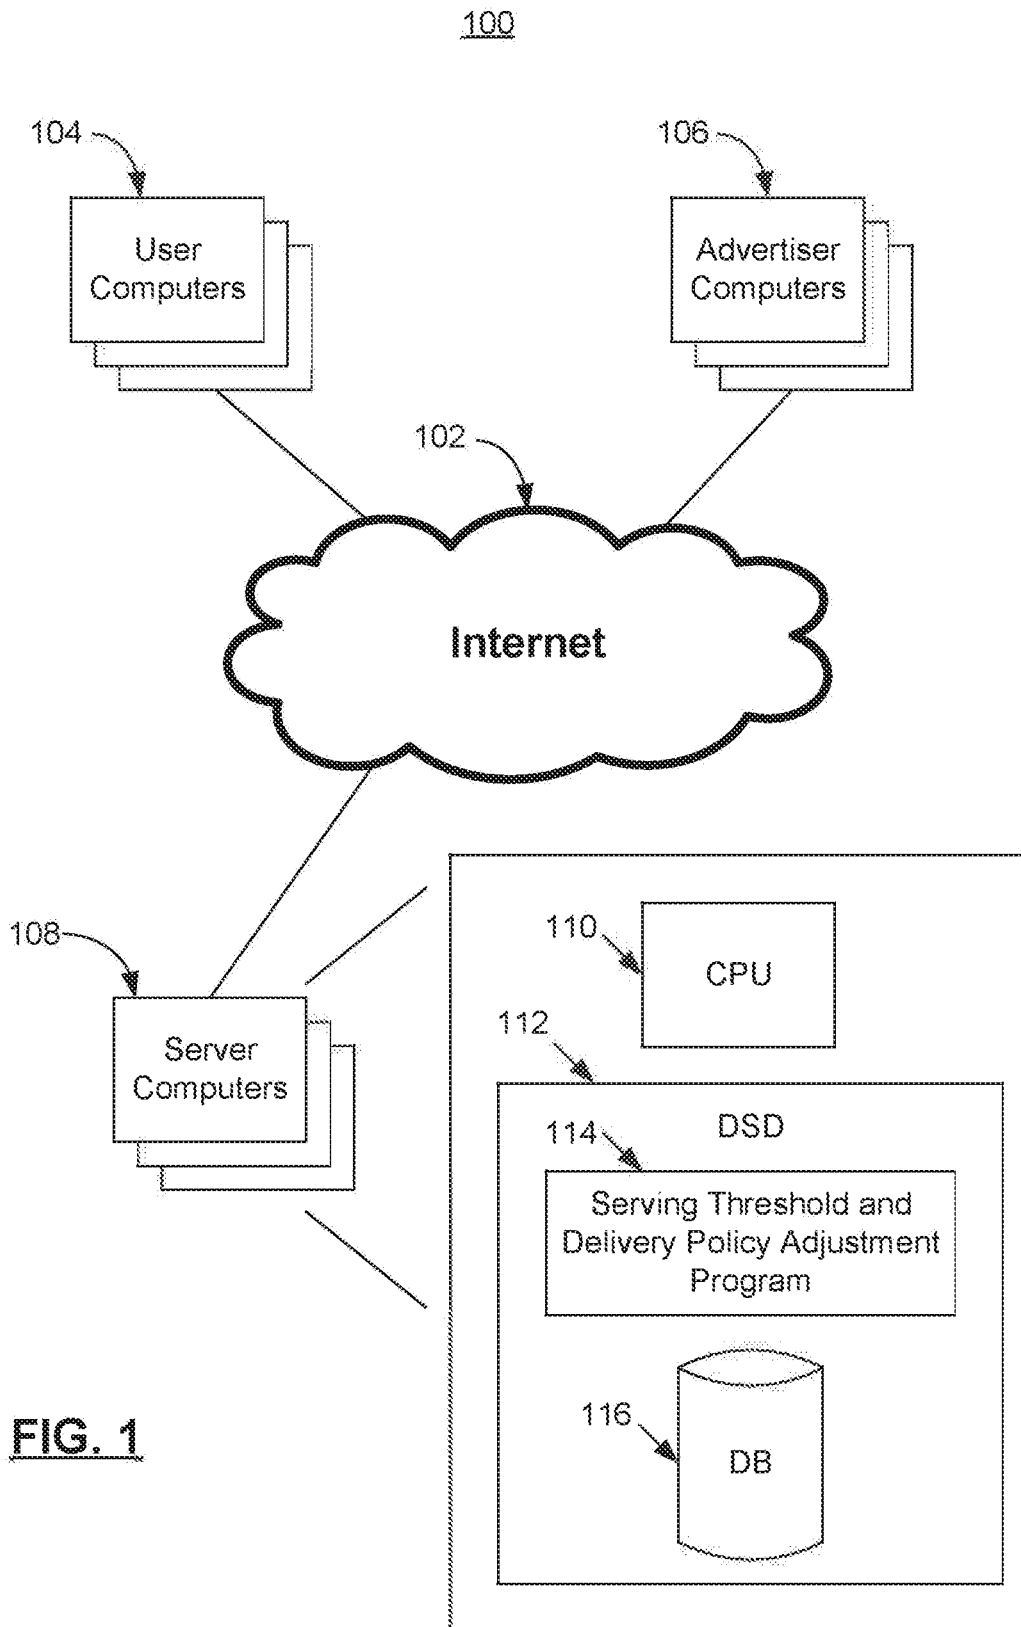 100
104
106
User
Computers
Advertiser
Computers
102
Internet
108
Server
Computers
110
CPU
112
DSD
114
Serving Threshold and
Delivery Policy Adjustment
Program
116
DB
FIG. 1